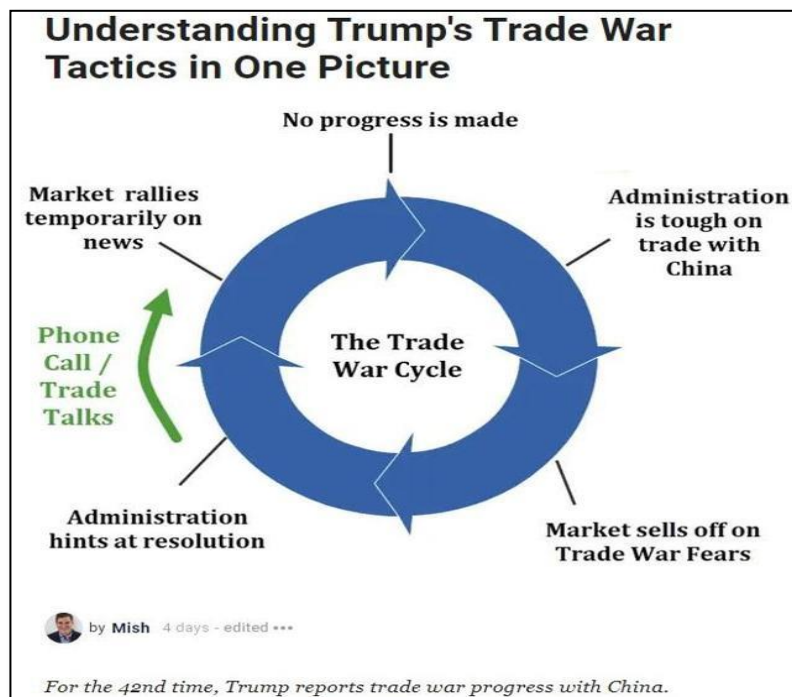 Understanding Trump's Trade War
Tactics in One Picture
No progress is made
Market rallies
temporarily on
news
Administration
is tough on
trade with
China
Phone
Call /
Trade
Talks
The Trade
War Cycle
Administration
hints at resolution
Market sells off on
Trade War Fears
by Mish 4 days - edited •••
For the 42nd time, Trump reports trade war progress with China.